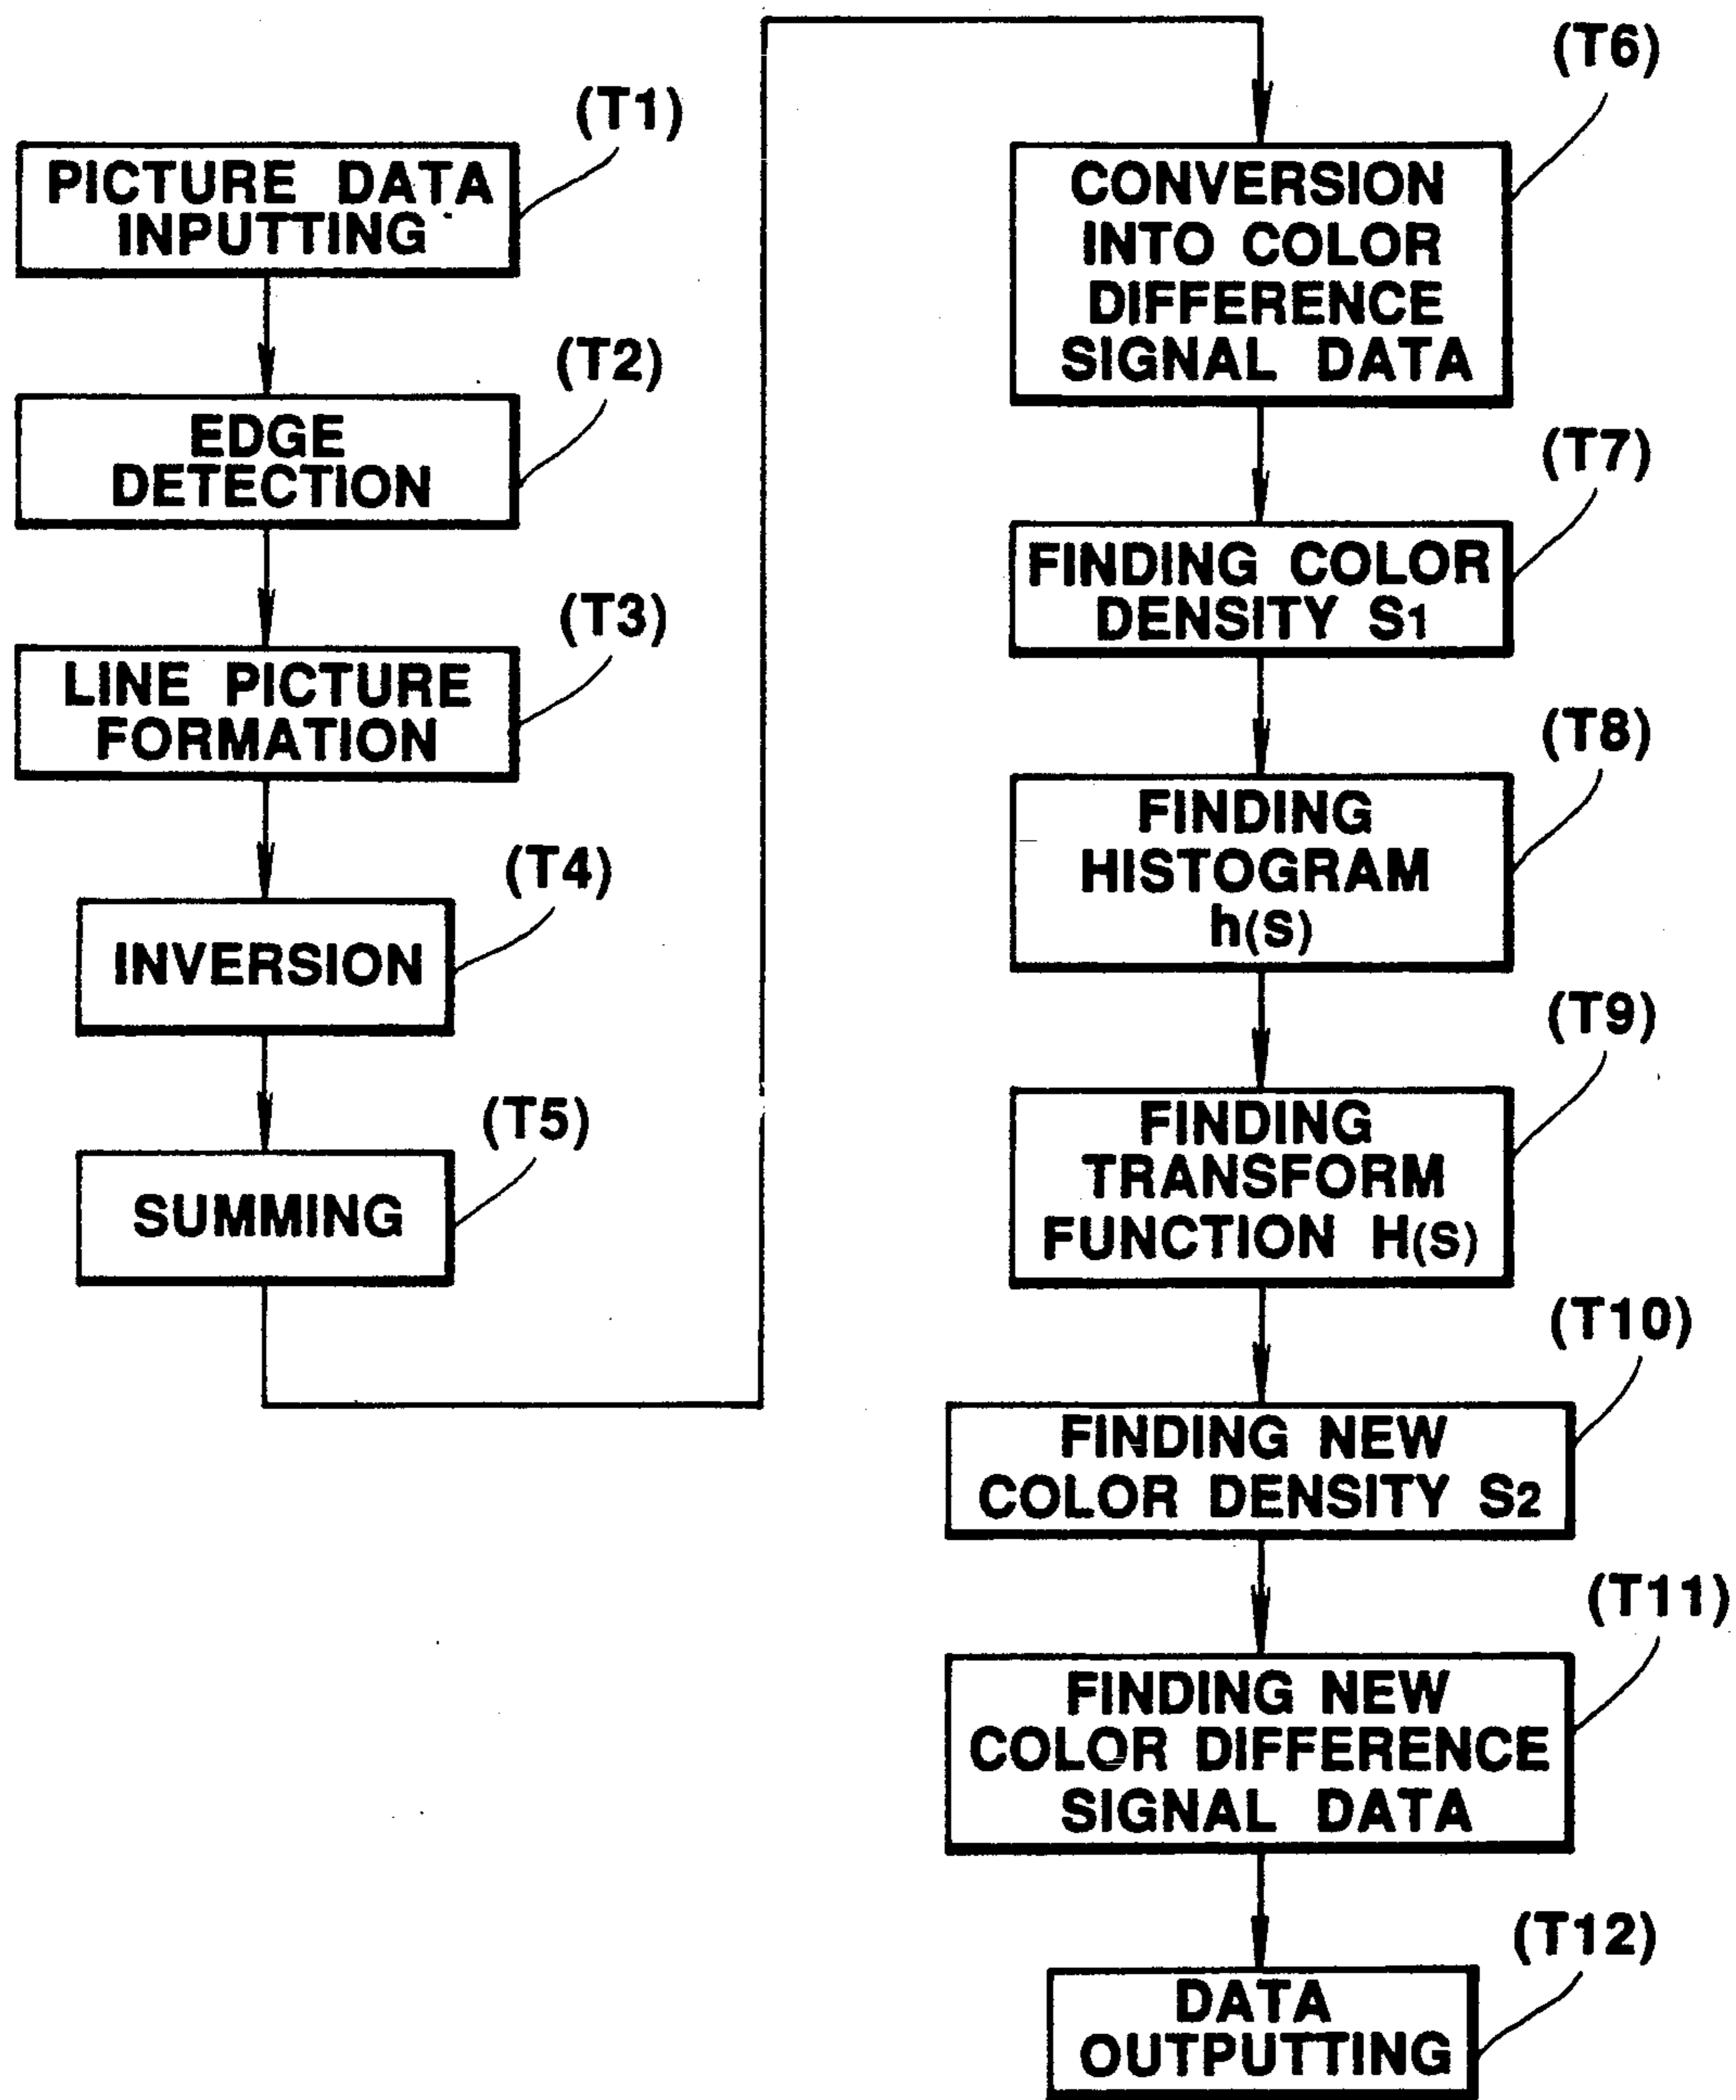 (T1)
PICTURE DATA
INPUTTING
(T2)
EDGE
DETECTION
(T3)
LINE PICTURE
FORMATION
(T4)
INVERSION
(T5)
SUMMING
(T6)
CONVERSION
INTO COLOR
DIFFERENCE
SIGNAL DATA
(T7)
FINDING COLOR
DENSITY S1
(T8)
FINDING
HISTOGRAM
h(S)
(T9)
FINDING
TRANSFORM
FUNCTION H(S)
(T10)
FINDING NEW
COLOR DENSITY S2
(T11)
FINDING NEW
COLOR DIFFERENCE
SIGNAL DATA
(T12)
DATA
OUTPUTTING